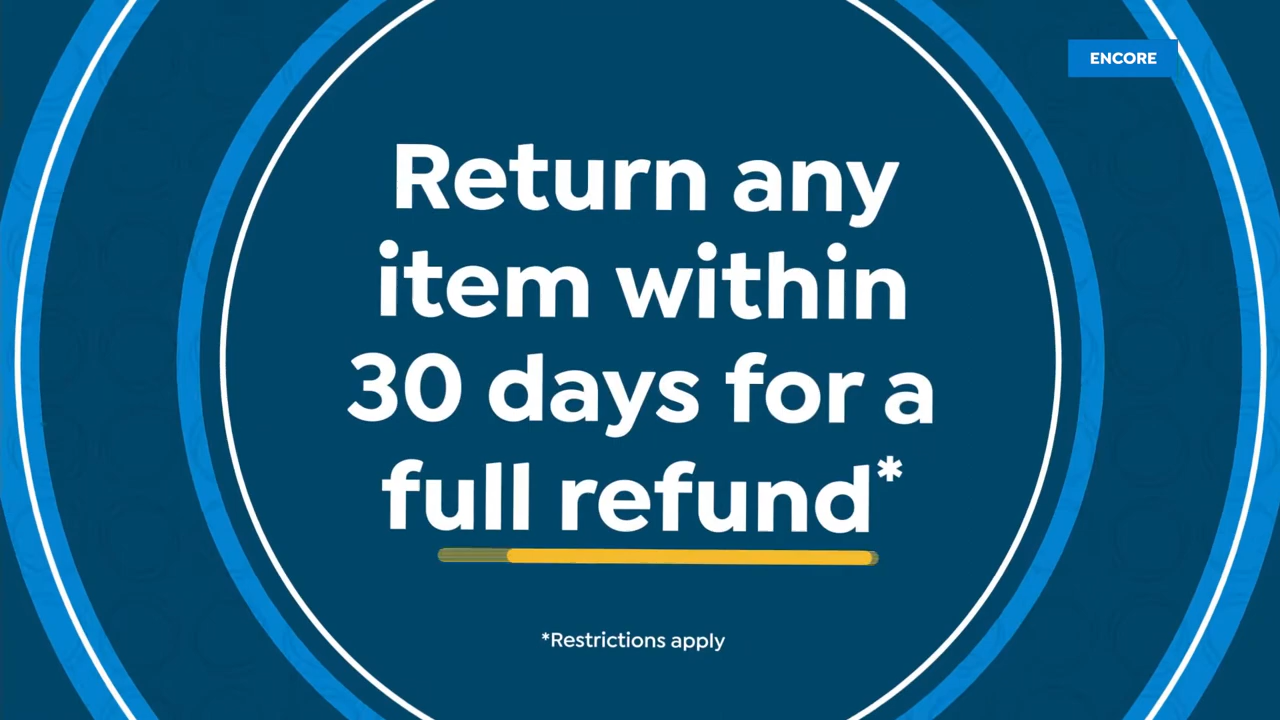 ENCORE
Return any
item within
30 days for a
full refund*
*Restrictions apply